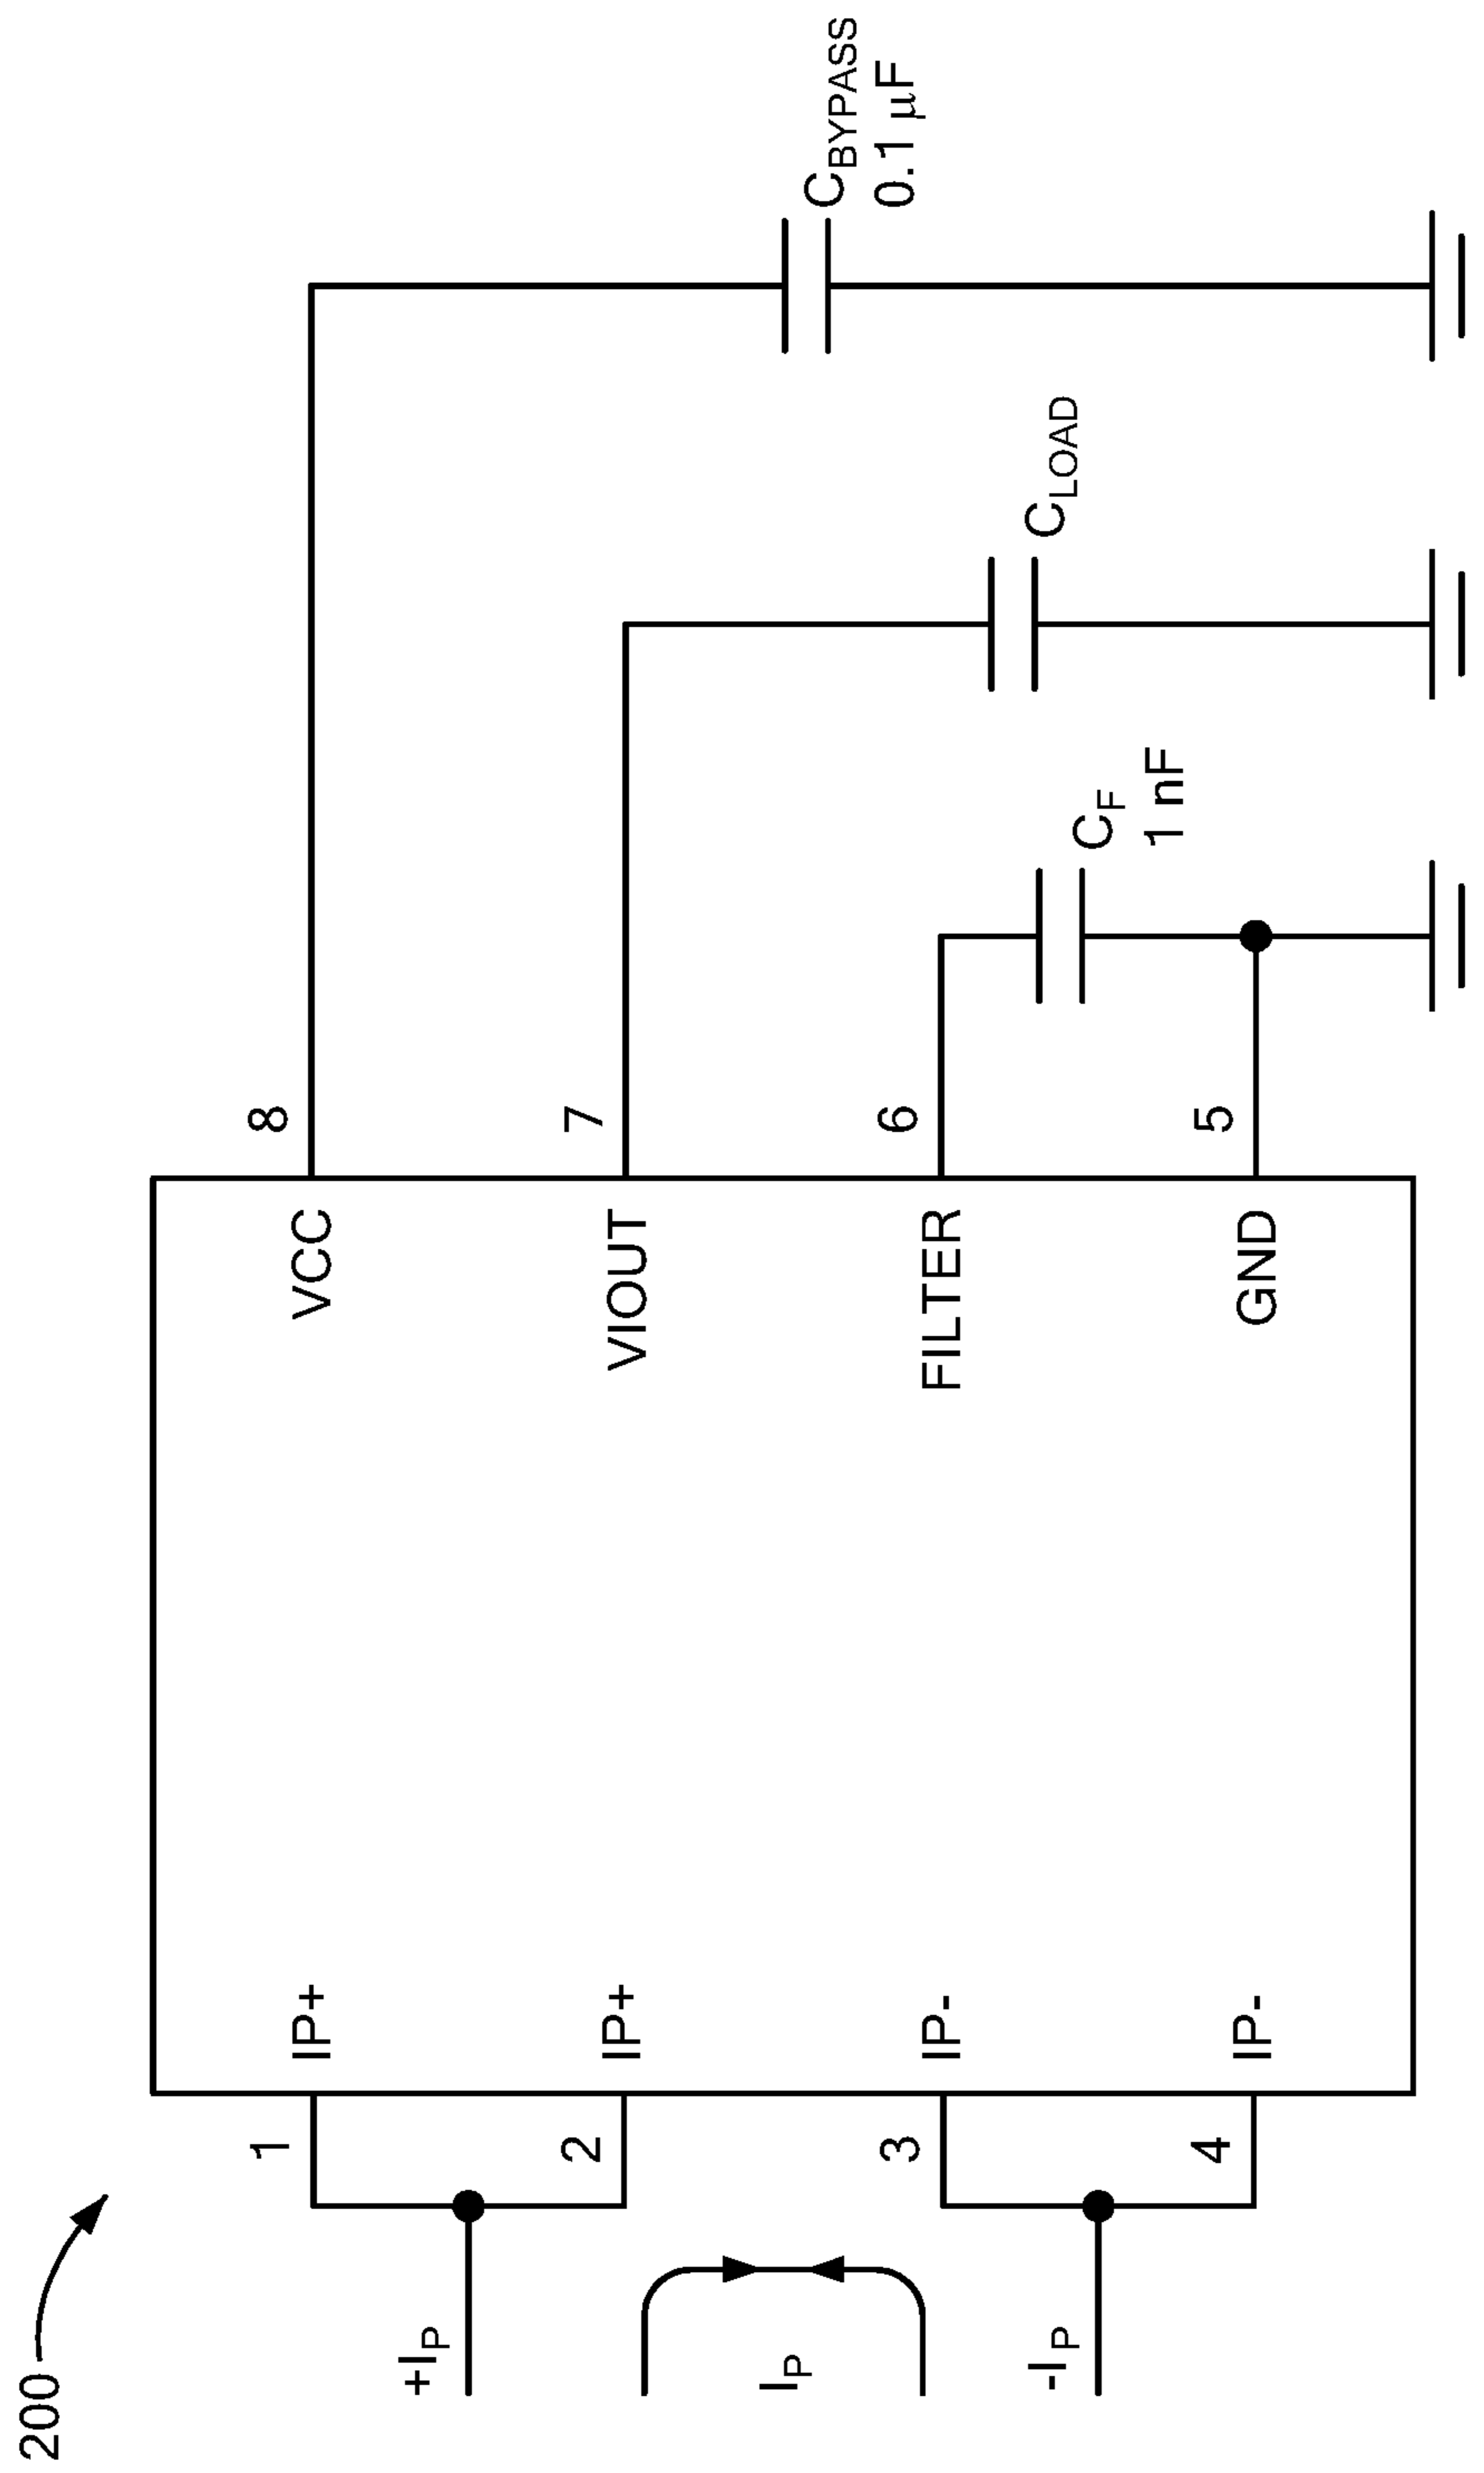 200
1
IP+
VCC
8
+IP
2
IP+
VIOUT
7
IP
3
IP-
FILTER
6
-IP
4
IP-
GND
5
CBYPASS
0.1 µF
CLOAD
CF
1 nF